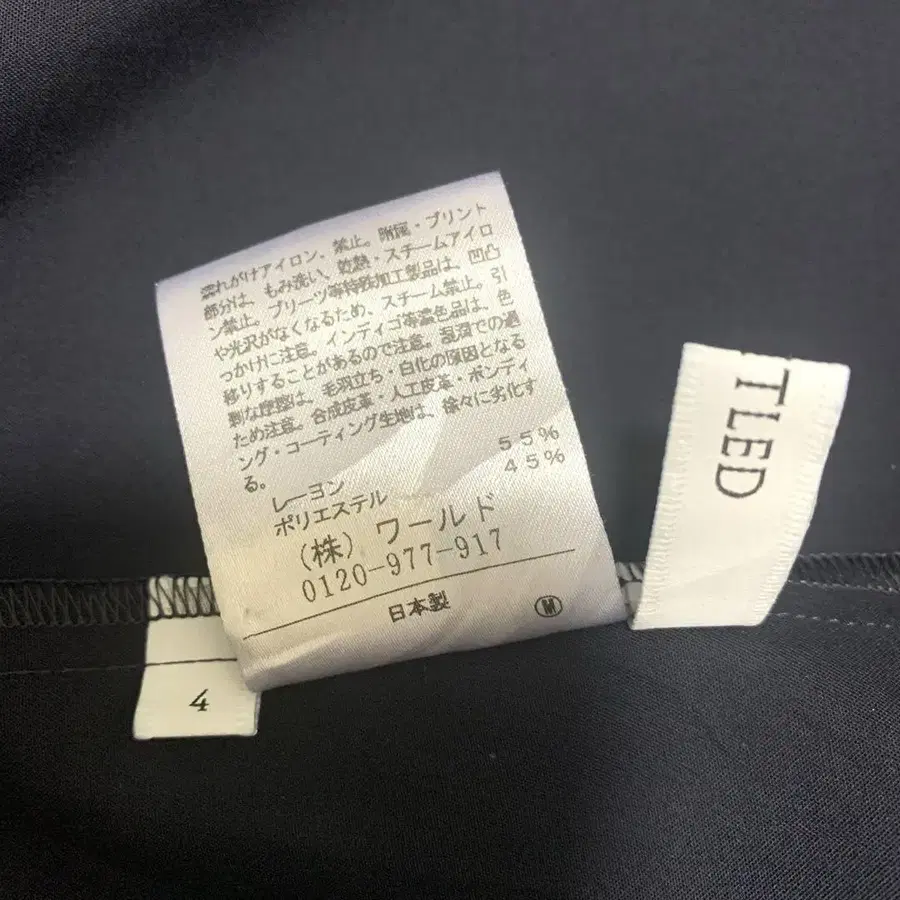 濡れがけアイロン、禁止。附属・プリント
部分は、もみ洗い、乾熱・スチームアイロ
ン禁止。プリーツ等特殊加工製品は、凹凸
や光沢がなくなるため、スチーム禁止。引
っかけに注意。インディゴ等濃色品は、色
移りすることがあるので注意。湿潤での過
剰な摩擦は、毛羽立ち・白化の原因となる
ため注意。合成皮革・人工皮革・ボンディ
ング・コーティング生地は、徐々に劣化す
る。
レーヨン 55%
ポリエステル 45%
(株) ワールド
0120-977-917
日本製 M
4
TLED